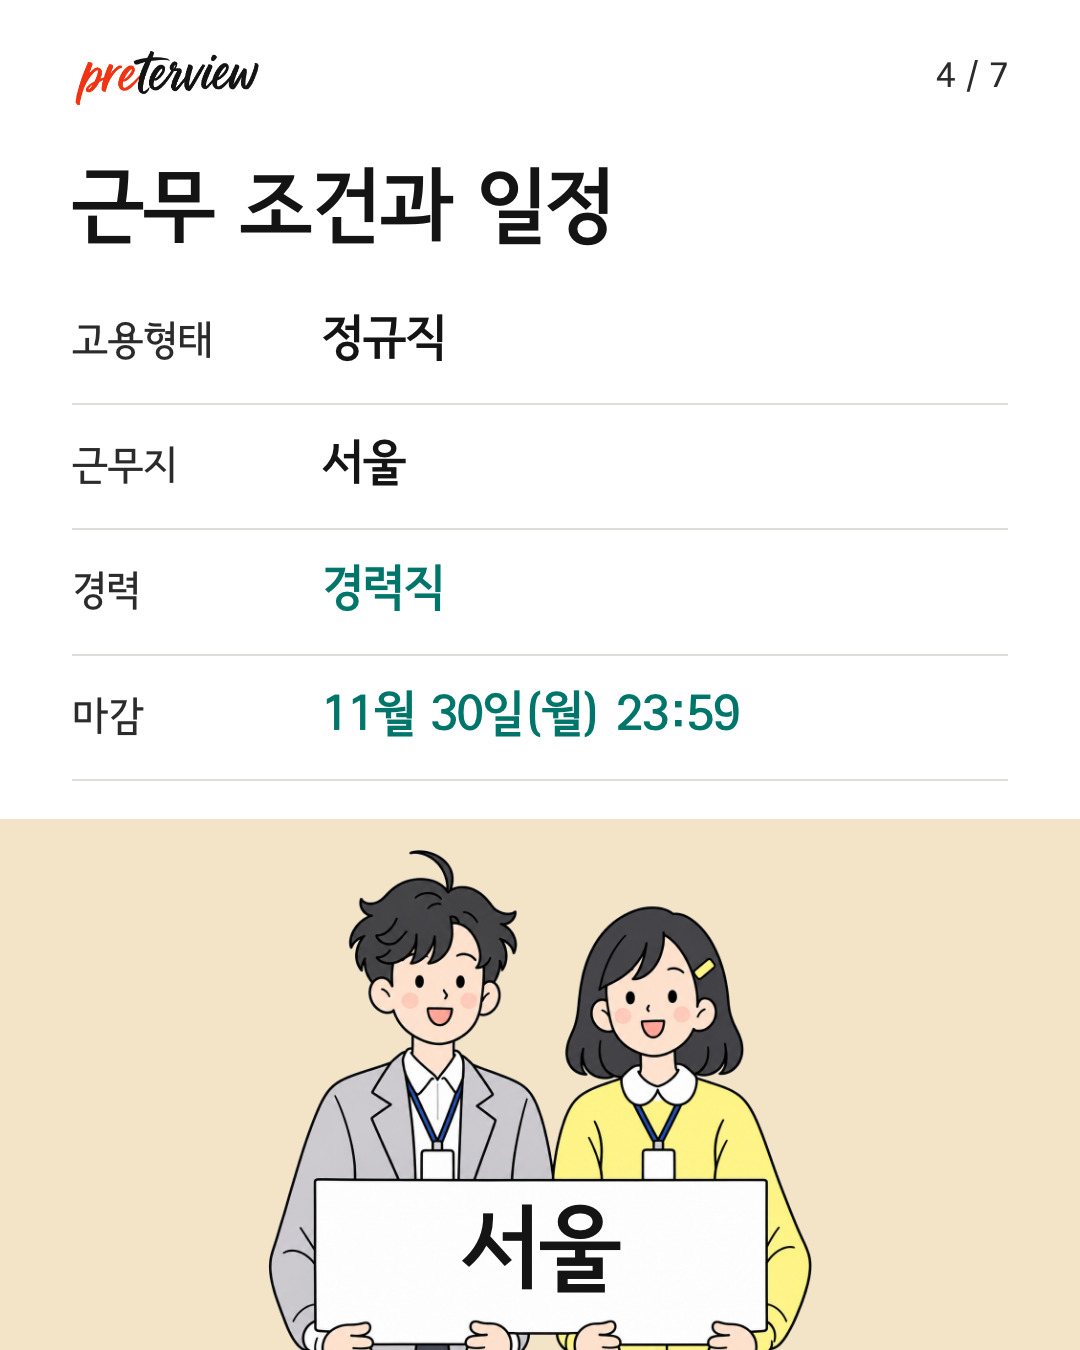 preterview
4 / 7
근무 조건과 일정
고용형태 정규직
근무지 서울
경력 경력직
마감 11월 30일(월) 23:59
서울